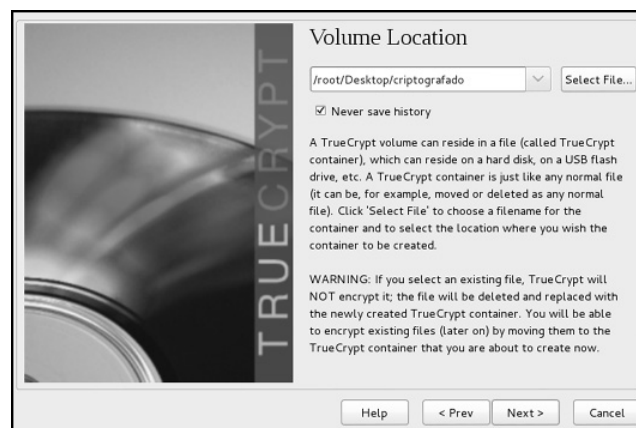 Volume Location
/root/Desktop/criptografado
Select File...
Never save history
A TrueCrypt volume can reside in a file (called TrueCrypt
container), which can reside on a hard disk, on a USB flash
drive, etc. A TrueCrypt container is just like any normal file
(it can be, for example, moved or deleted as any normal
file). Click 'Select File' to choose a filename for the
container and to select the location where you wish the
container to be created.
WARNING: If you select an existing file, TrueCrypt will
NOT encrypt it; the file will be deleted and replaced with
the newly created TrueCrypt container. You will be able
to encrypt existing files (later on) by moving them to the
TrueCrypt container that you are about to create now.
TRUECRYPT
Help
< Prev
Next >
Cancel